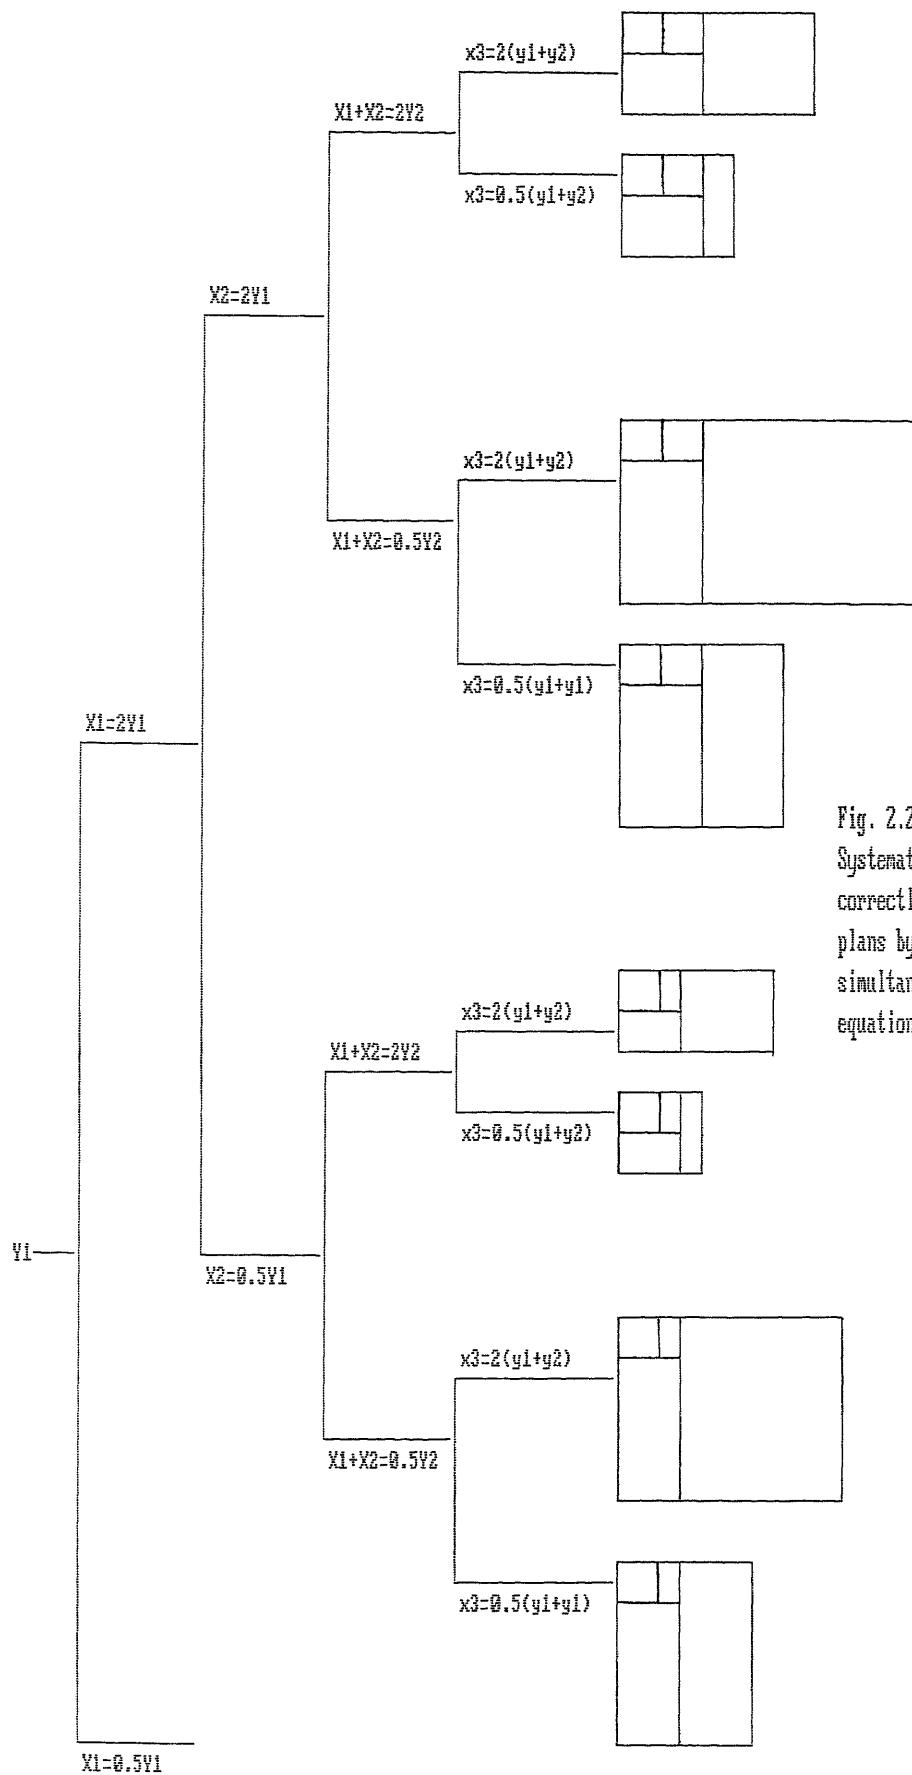 x3=2(y1+y2)
X1+X2=2Y2
x3=0.5(y1+y2)
X2=2Y1
x3=2(y1+y2)
X1+X2=0.5Y2
x3=0.5(y1+y1)
X1=2Y1
Fig. 2.2
Systemat
correctl
plans by
simultan
equation
x3=2(y1+y2)
X1+X2=2Y2
x3=0.5(y1+y2)
Y1
X2=0.5Y1
x3=2(y1+y2)
X1+X2=0.5Y2
x3=0.5(y1+y1)
X1=0.5Y1